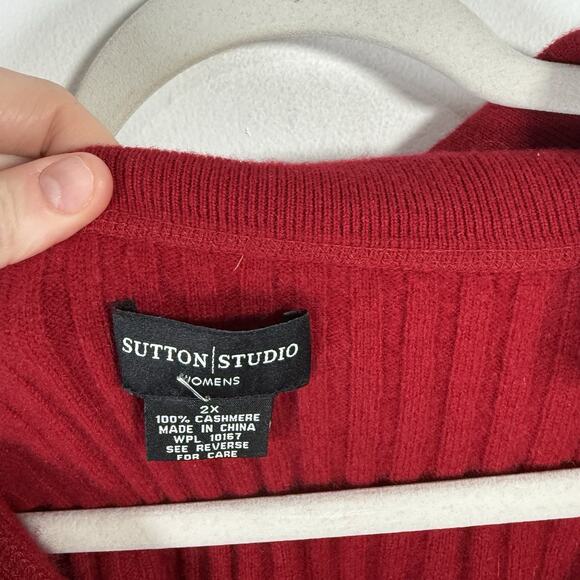 SUTTON|STUDIO
WOMENS
2X
100% CASHMERE
MADE IN CHINA
WPL 10167
SEE REVERSE
FOR CARE